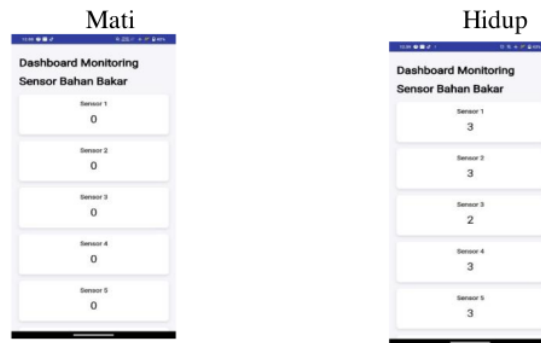 Mati
Dashboard Monitoring
Sensor Bahan Bakar
Sensor 1
0
Sensor 2
0
Sensor 3
0
Sensor 4
0
Sensor 5
0
Hidup
Dashboard Monitoring
Sensor Bahan Bakar
Sensor 1
3
Sensor 2
3
Sensor 3
2
Sensor 4
3
Sensor 5
3